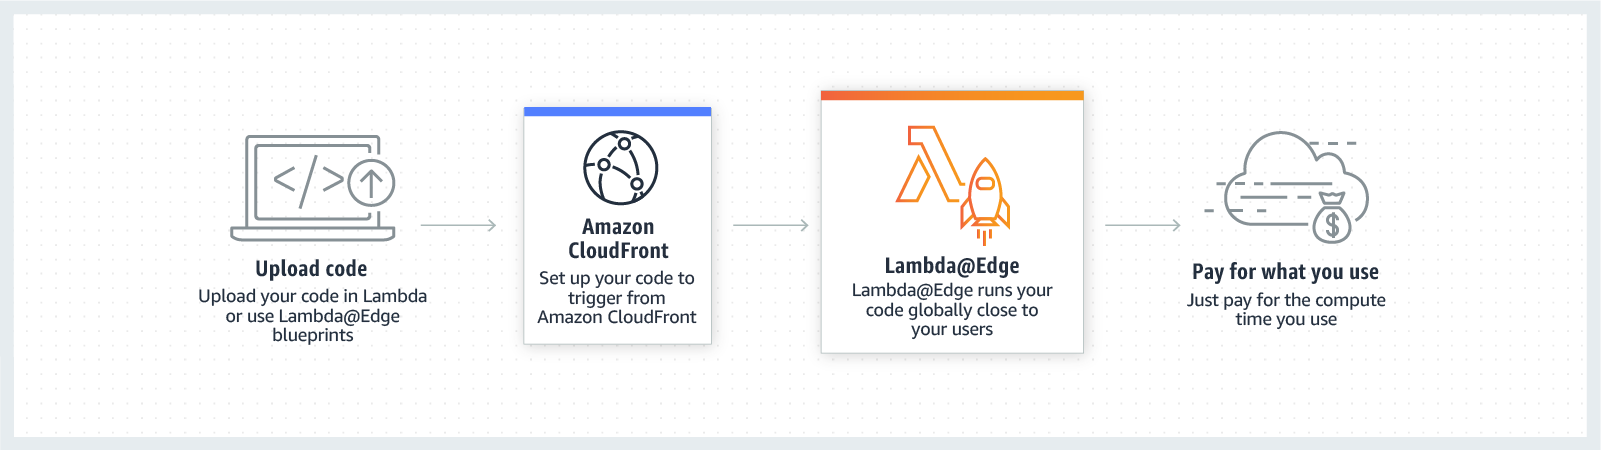 Upload code
Upload your code in Lambda
or use Lambda@Edge
blueprints
Amazon
CloudFront
Set up your code to
trigger from
Amazon CloudFront
Lambda@Edge
Lambda@Edge runs your
code globally close to
your users
Pay for what you use
Just pay for the compute
time you use